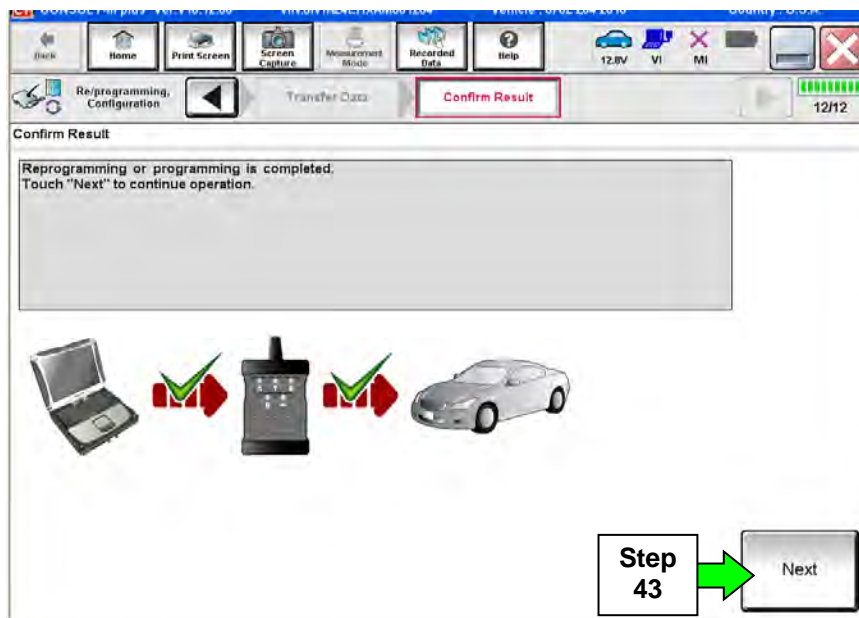 Back
Home
Print Screen
Screen
Capture
Measurement
Mode
Recorded
Data
Help
12.8V
VI
MI
Re/programming,
Configuration
Transfer Data
Confirm Result
12/12
Confirm Result
Reprogramming or programming is completed.
Touch "Next" to continue operation.
Step
43
Next